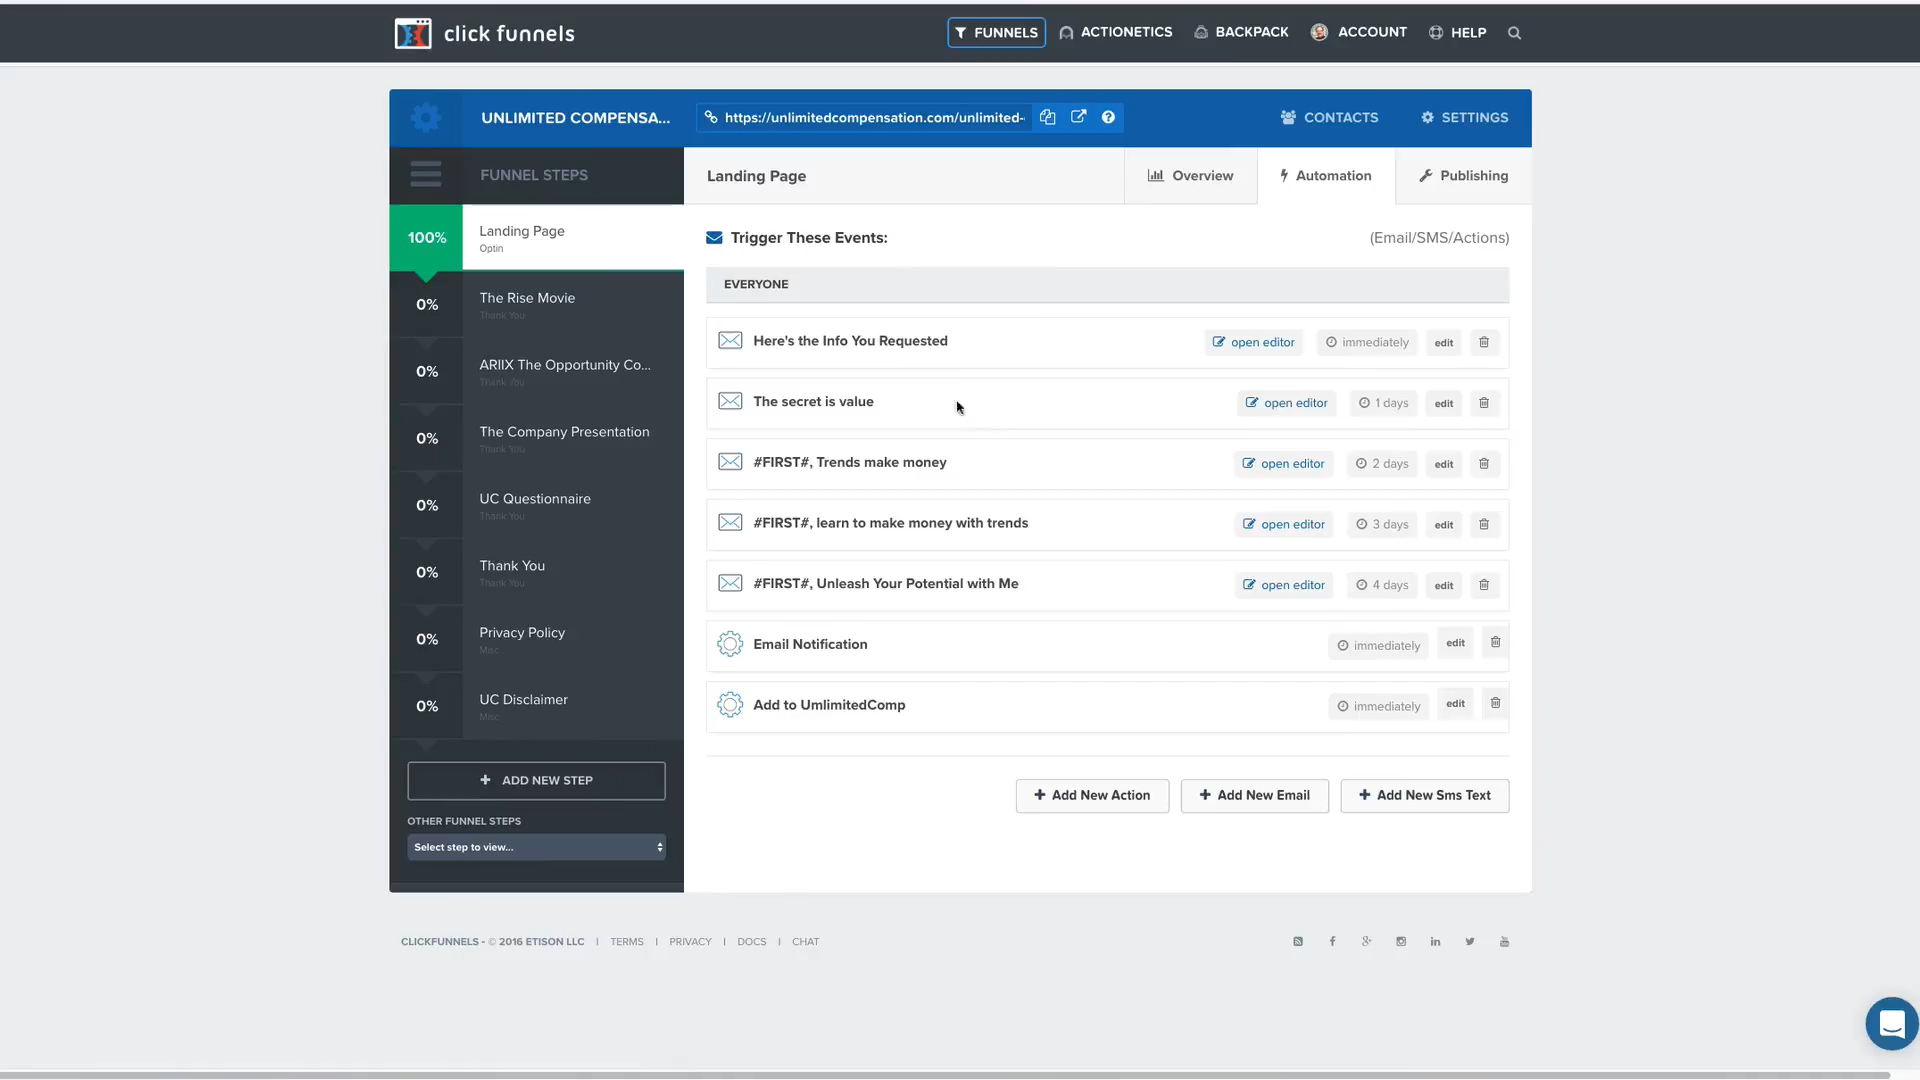 click funnels
FUNNELS
ACTIONETICS
BACKPACK
ACCOUNT
HELP
UNLIMITED COMPENSA...
https://unlimitedcompensation.com/unlimited-
CONTACTS
SETTINGS
FUNNEL STEPS
Landing Page
Overview
Automation
Publishing
100%
Landing Page
Optin
0%
The Rise Movie
Thank You
0%
ARIIX The Opportunity Co...
Thank You
0%
The Company Presentation
Thank You
0%
UC Questionnaire
Thank You
0%
Thank You
Thank You
0%
Privacy Policy
Misc
0%
UC Disclaimer
Misc
+ ADD NEW STEP
OTHER FUNNEL STEPS
Select step to view...
Trigger These Events:
(Email/SMS/Actions)
EVERYONE
Here's the Info You Requested
open editor
immediately
edit
The secret is value
open editor
1 days
edit
#FIRST#, Trends make money
open editor
2 days
edit
#FIRST#, learn to make money with trends
open editor
3 days
edit
#FIRST#, Unleash Your Potential with Me
open editor
4 days
edit
Email Notification
immediately
edit
Add to UmlimitedComp
immediately
edit
+ Add New Action
+ Add New Email
+ Add New Sms Text
CLICKFUNNELS - © 2016 ETISON LLC | TERMS | PRIVACY | DOCS | CHAT